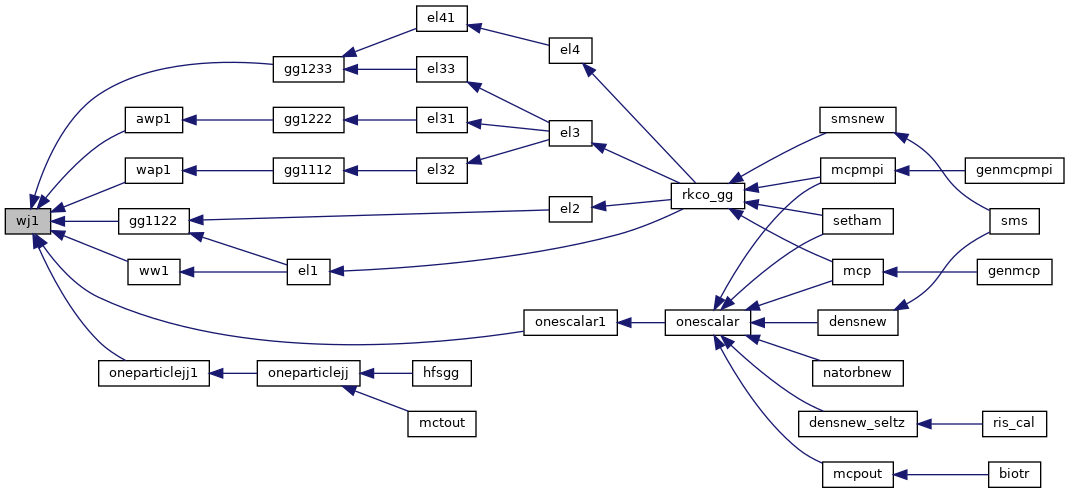 el41
el4
gg1233
el33
awp1
gg1222
el31
el3
smsnew
wap1
gg1112
el32
mcpmpi
genmcpmpi
rkco_gg
wj1
gg1122
el2
setham
sms
ww1
el1
mcp
genmcp
onescalar1
onescalar
densnew
oneparticlejj1
oneparticlejj
hfsgg
natorbnew
mctout
densnew_seltz
ris_cal
mcpout
biotr